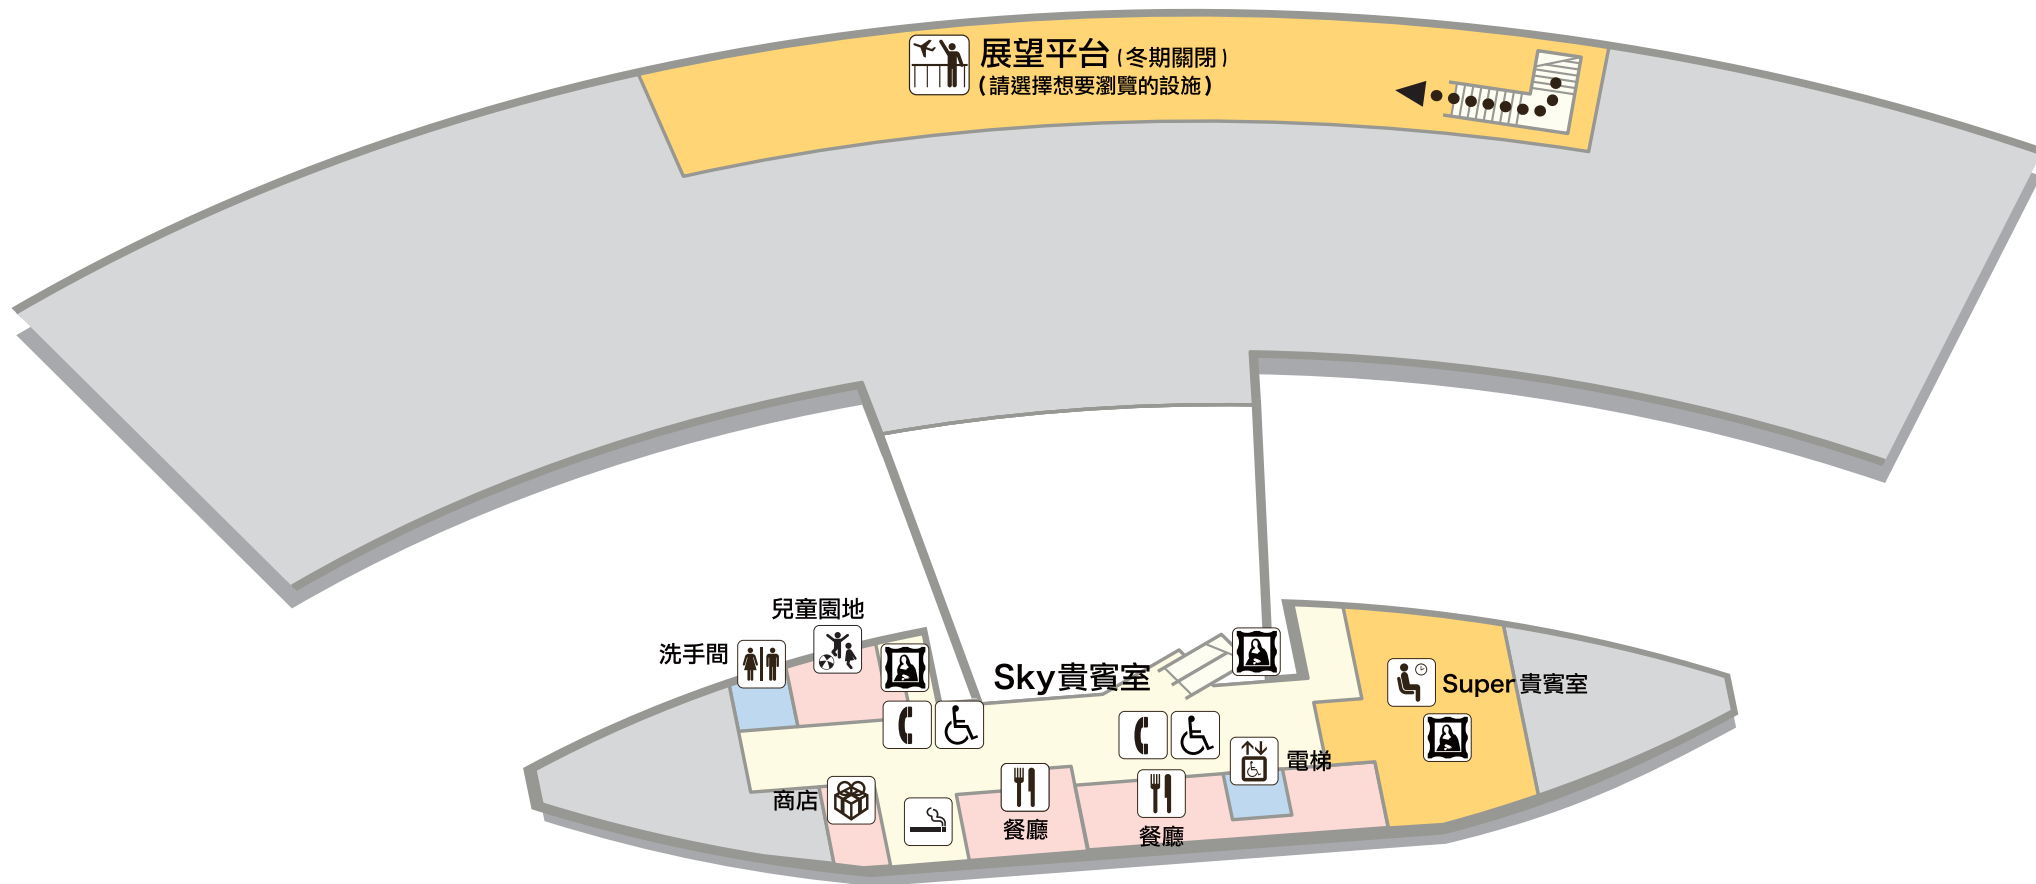 展望平台 (冬期關閉)
(請選擇想要瀏覽的設施)
兒童園地
洗手間
Sky貴賓室
Super貴賓室
電梯
商店
餐廳
餐廳